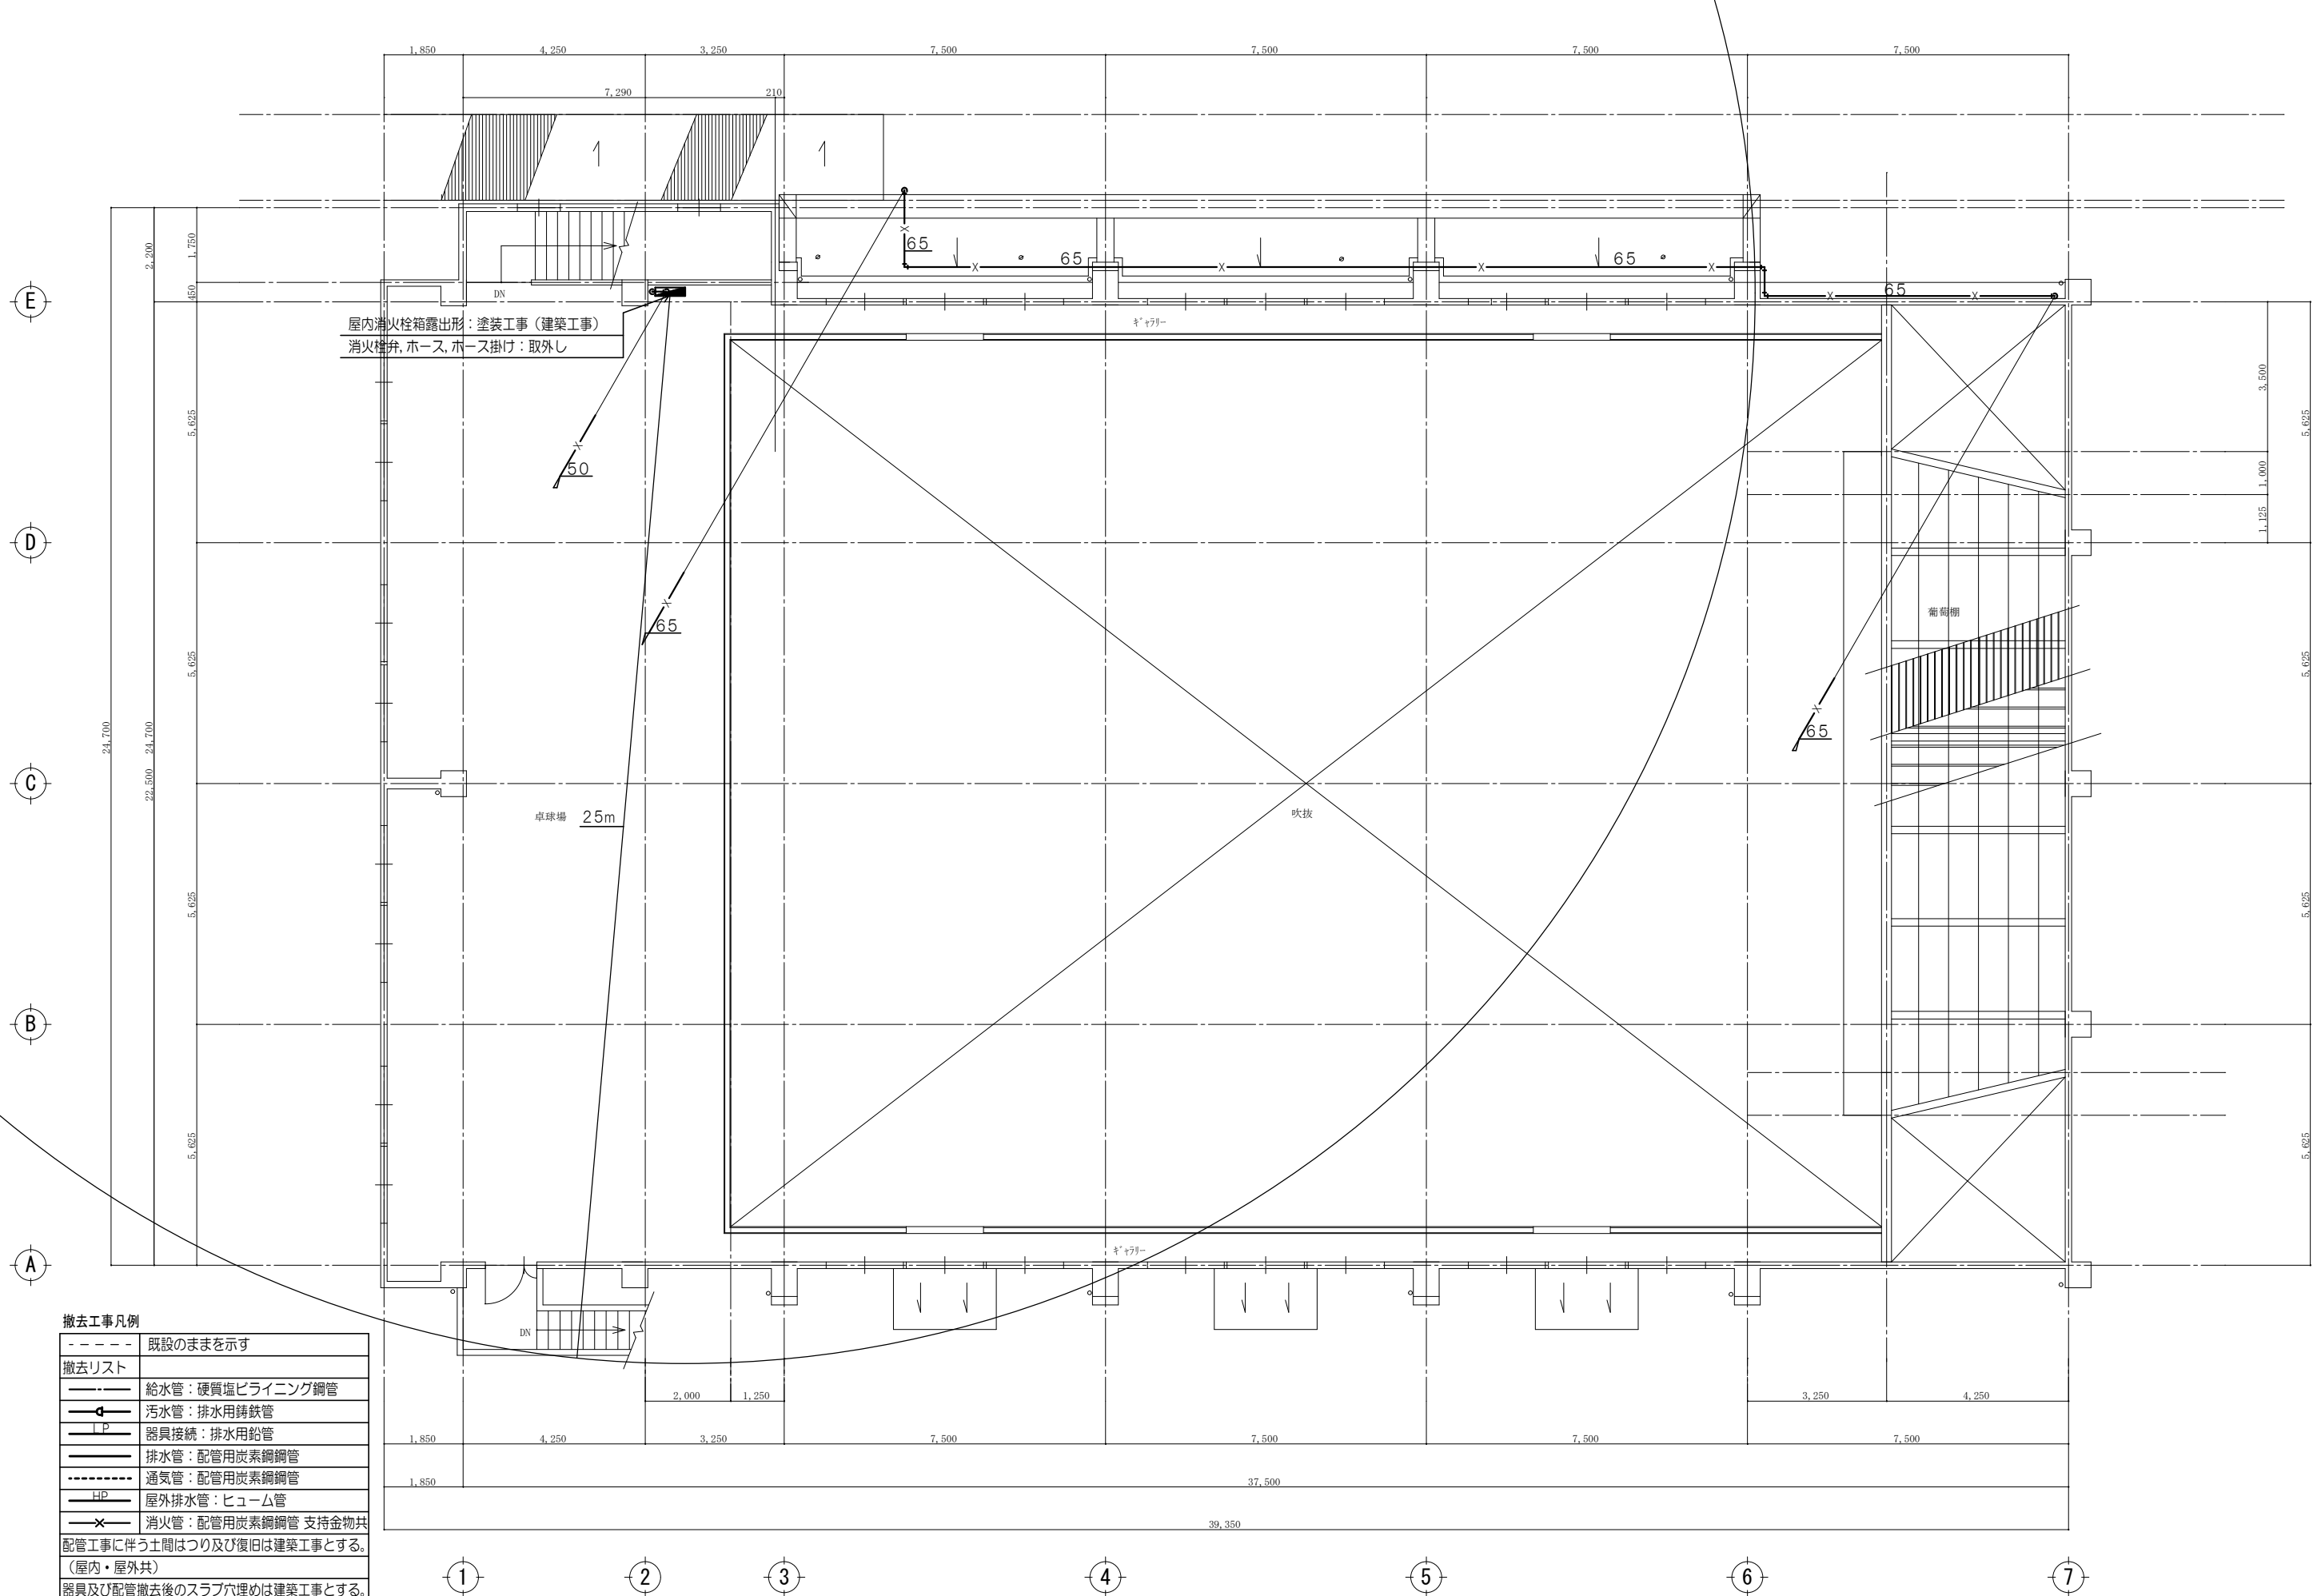 1,850
4,250
3,250
7,500
7,500
7,500
7,500
7,290
210
2,200
1,750
450
65
65
65
65
E
DN
屋内消火栓箱露出形：塗装工事（建築工事）
消火栓弁,ホース,ホース掛け：取外し
ｷﾞｬﾗﾘｰ
3,500
5,625
5,625
50
1,000
1,125
D
葡萄棚
65
5,625
5,625
65
24,700
24,700
22,500
C
卓球場
25m
吹抜
5,625
5,625
B
5,625
5,625
ｷﾞｬﾗﾘｰ
A
DN
撤去工事凡例
既設のままを示す
撤去リスト
給水管：硬質塩ビライニング鋼管
汚水管：排水用鋳鉄管
LP
器具接続：排水用鉛管
排水管：配管用炭素鋼鋼管
通気管：配管用炭素鋼鋼管
HP
屋外排水管：ヒューム管
消火管：配管用炭素鋼鋼管 支持金物共
配管工事に伴う土間はつり及び復旧は建築工事とする。
（屋内・屋外共）
器具及び配管撤去後のスラブ穴埋めは建築工事とする。
2,000
1,250
3,250
4,250
1,850
4,250
3,250
7,500
7,500
7,500
7,500
1,850
37,500
39,350
1
2
3
4
5
6
7